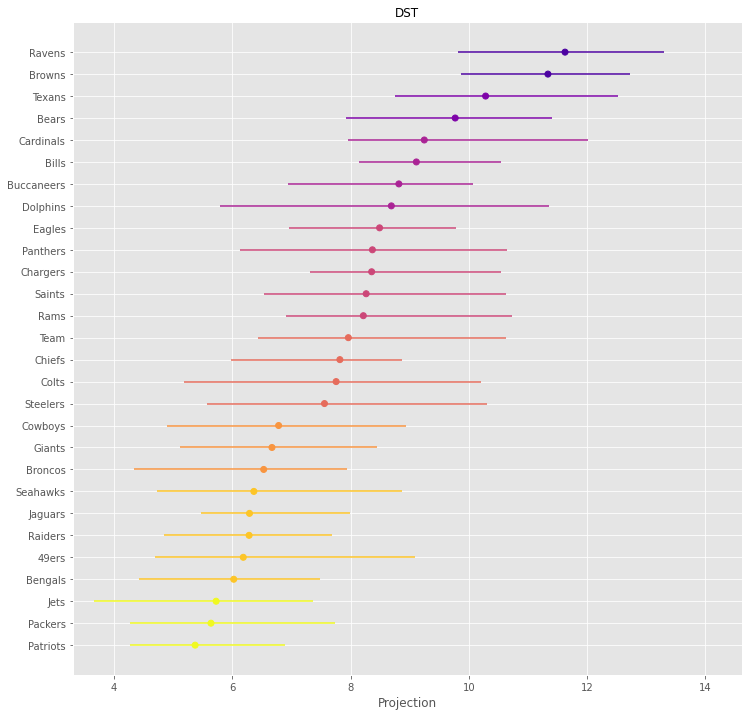 DST
Ravens
Browns
Texans
Bears
Cardinals
Bills
Buccaneers
Dolphins
Eagles
Panthers
Chargers
Saints
Rams
Team
Chiefs
Colts
Steelers
Cowboys
Giants
Broncos
Seahawks
Jaguars
Raiders
49ers
Bengals
Jets
Packers
Patriots
4 6 8 10 12 14
Projection